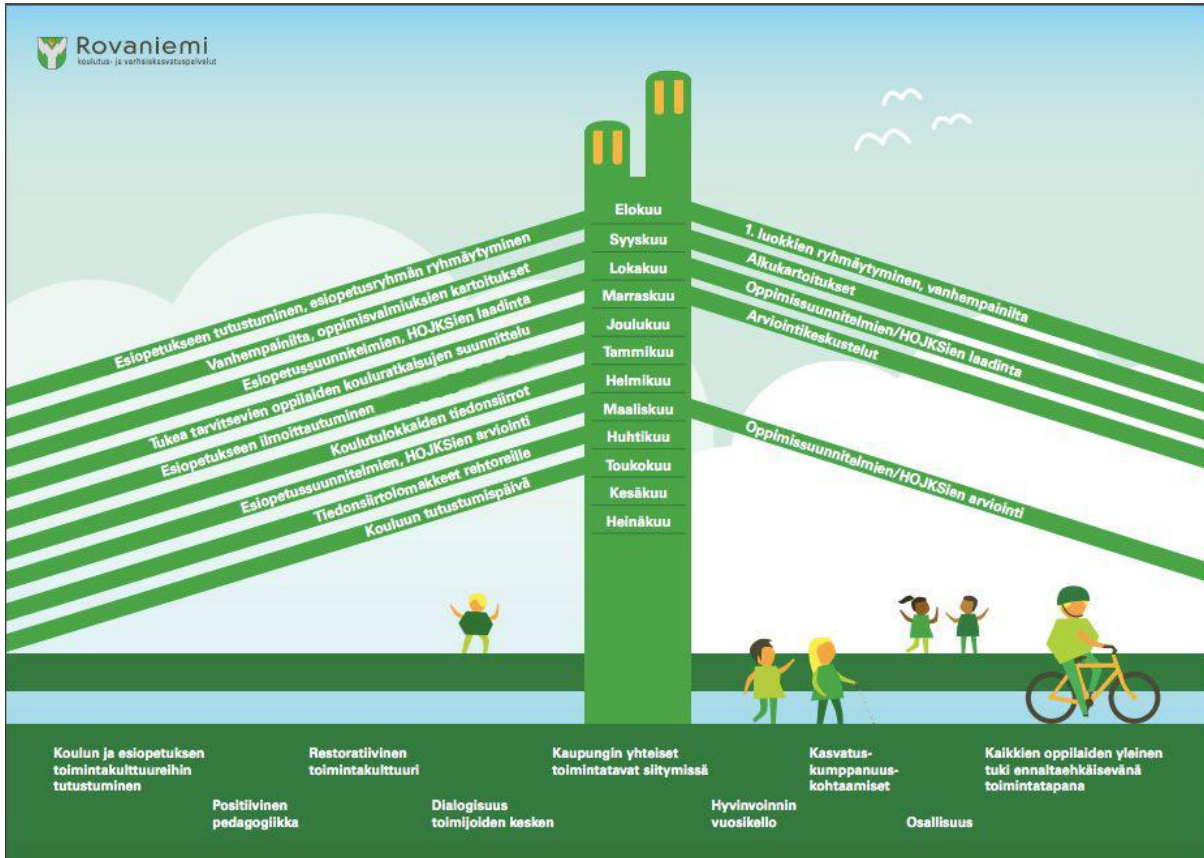 Rovaniemi
koulutus- ja varhaiskasvatuspalvelut
Elokuu
Syyskuu
Lokakuu
Marraskuu
Joulukuu
Tammikuu
Helmikuu
Maaliskuu
Huhtikuu
Toukokuu
Kesäkuu
Heinäkuu
Esiopetukseen tutustuminen, esiopetusryhmän ryhmäytyminen
Vanhempainilta, oppimisvalmiuksien kartoitukset
Esiopetussuunnitelmien, HOJKSien laadinta
Tukea tarvitsevien oppilaiden kouluratkaisujen suunnittelu
Esiopetukseen ilmoittautuminen
Koulutulokkaiden tiedonsiirrot
Esiopetussuunnitelmien, HOJKSien arviointi
Tiedonsiirtolomakkeet rehtoreille
Kouluun tutustumispäivä
1. luokkien ryhmäytyminen, vanhempainilta
Alkukartoitukset
Oppimissuunnitelmien/HOJKSien laadinta
Arviointikeskustelut
Oppimissuunnitelmien/HOJKSien arviointi
Koulun ja esiopetuksen
toimintakulttuureihin
tutustuminen
Positiivinen
pedagogiikka
Restoratiivinen
toimintakulttuuri
Dialogisuus
toimijoiden kesken
Kaupungin yhteiset
toimintatavat siitymissä
Hyvinvoinnin
vuosikello
Kasvatus-
kumppanuus-
kohtaamiset
Osallisuus
Kaikkien oppilaiden yleinen
tuki ennaltaehkäisevänä
toimintatapana